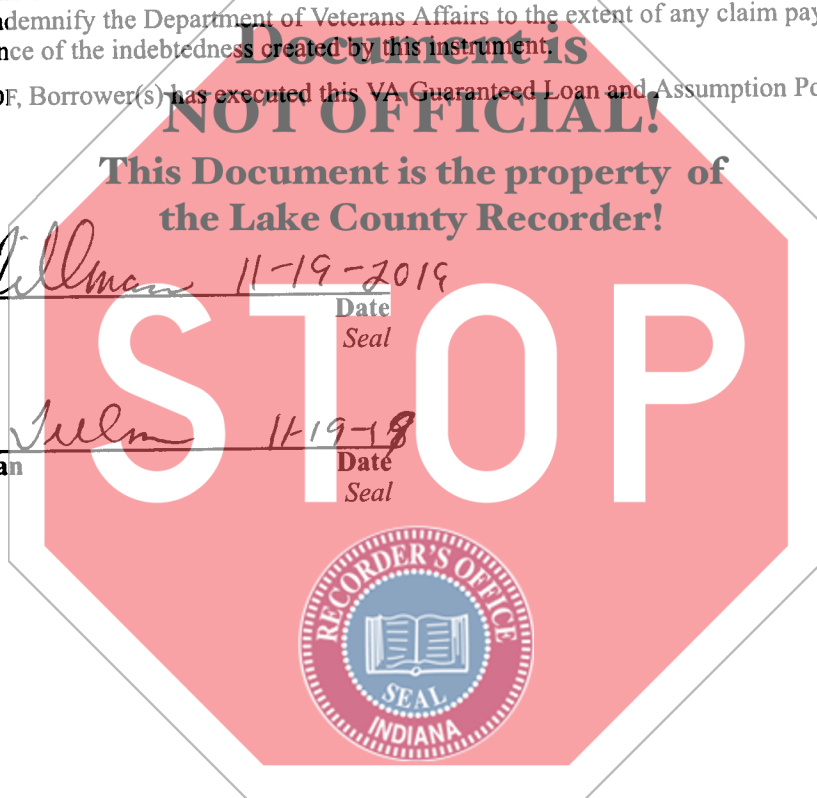 demnify the Department of Veterans Affairs to the extent of any claim pay
nce of the indebtedness created by this instrument.
Document is
OF, Borrower(s) has executed this VA Guaranteed Loan and Assumption Po
NOT OFFICIAL!
This Document is the property of
the Lake County Recorder!
illman 11-19-2019
Date
Seal
STOP
11-19-18
an Date
Seal
RECORDER'S OFFICE
SEAL
INDIANA